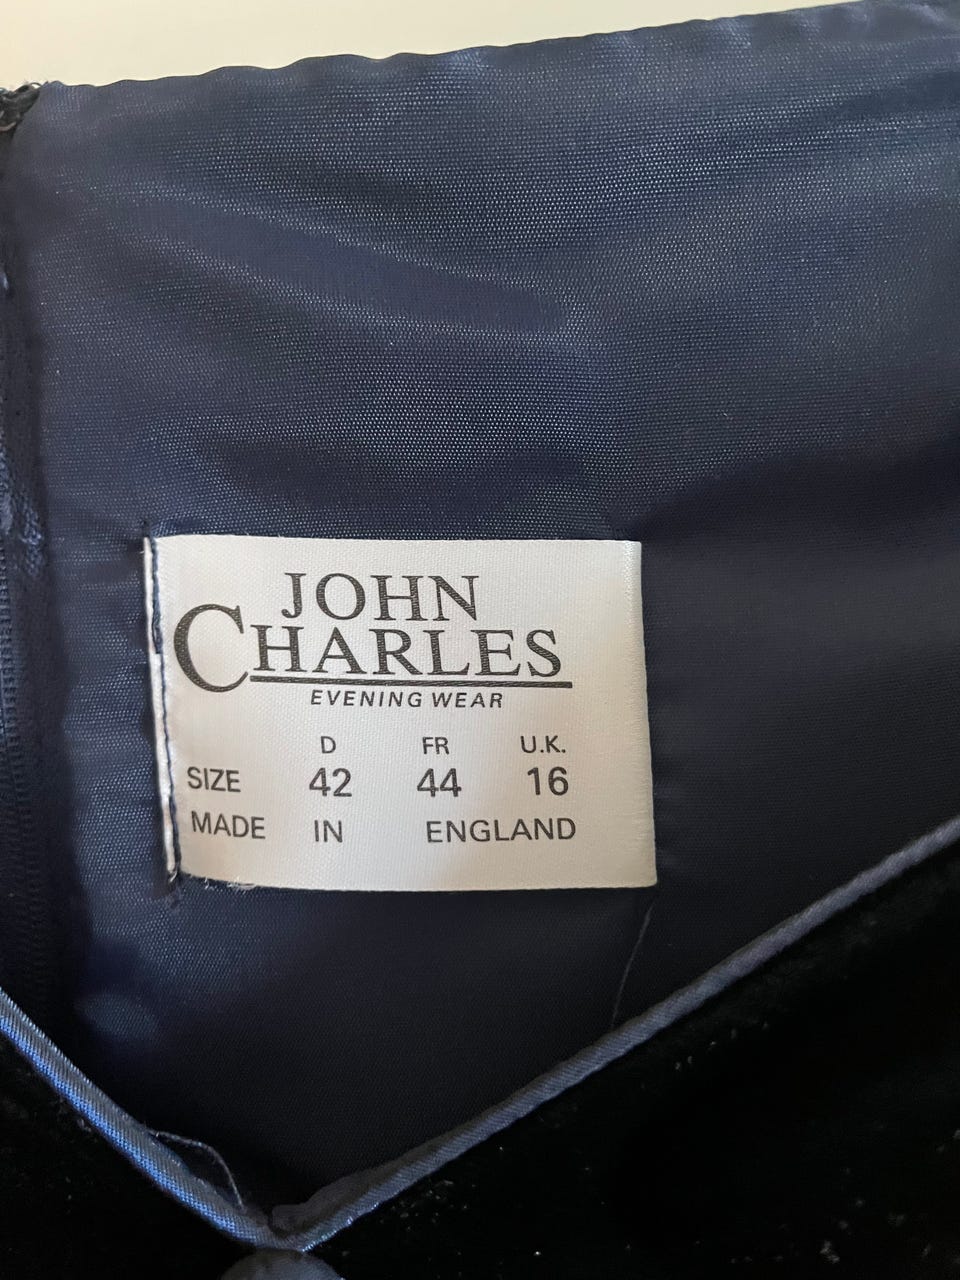 JOHN
CHARLES
EVENING WEAR
D FR U.K.
SIZE 42 44 16
MADE IN ENGLAND